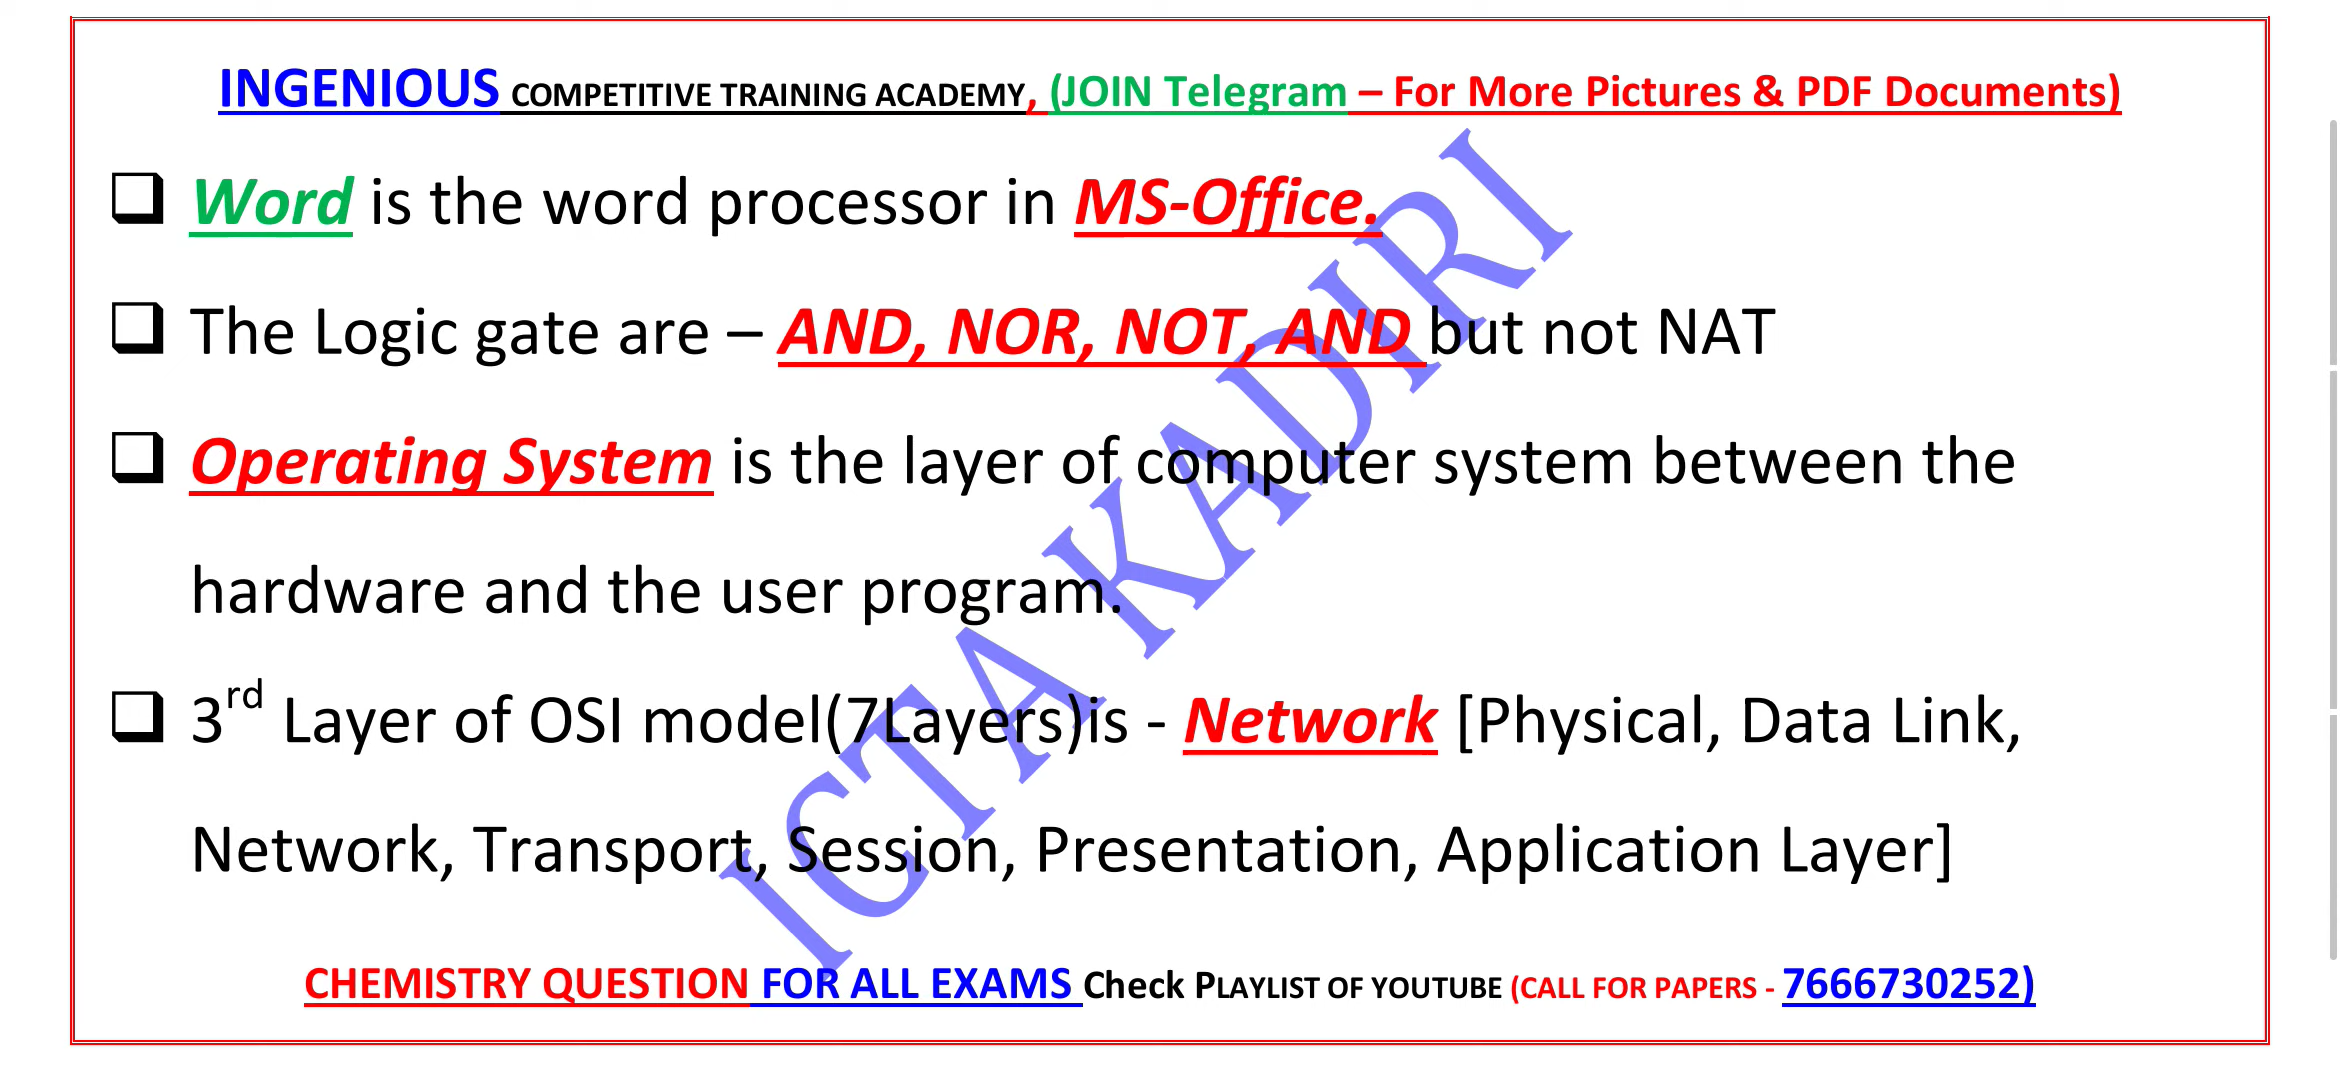 INGENIOUS COMPETITIVE TRAINING ACADEMY, (JOIN Telegram – For More Pictures & PDF Documents)
❑ Word is the word processor in MS-Office.
❑ The Logic gate are – AND, NOR, NOT, AND but not NAT
❑ Operating System is the layer of computer system between the
hardware and the user program.
❑ 3rd Layer of OSI model(7Layers)is - Network [Physical, Data Link,
Network, Transport, Session, Presentation, Application Layer]
ICTA KADIRI
CHEMISTRY QUESTION FOR ALL EXAMS Check PLAYLIST OF YOUTUBE (CALL FOR PAPERS - 7666730252)